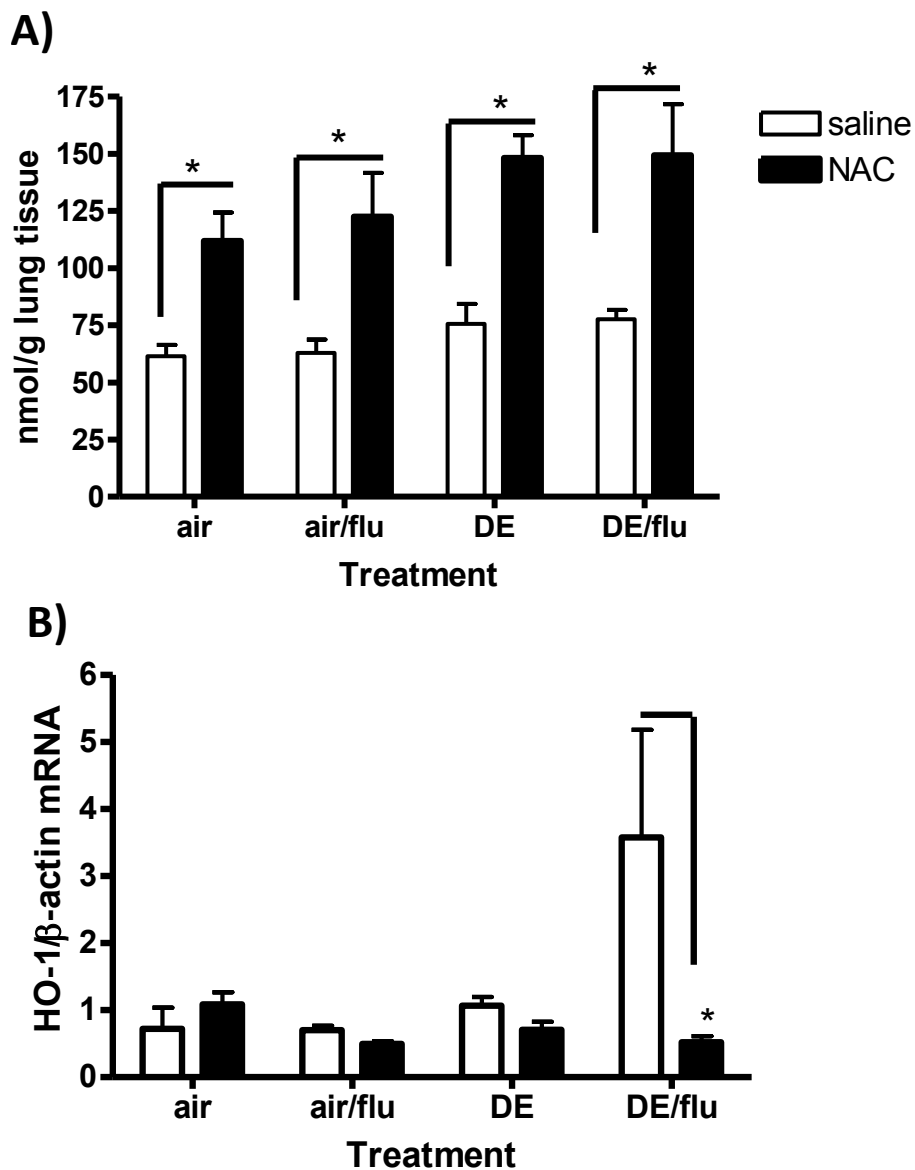 A)
175
150
125
100
75
50
25
0
nmol/g lung tissue
* * * *
saline
NAC
air air/flu DE DE/flu
Treatment
B)
6
5
4
3
2
1
0
HO-1/β-actin mRNA
*
air air/flu DE DE/flu
Treatment